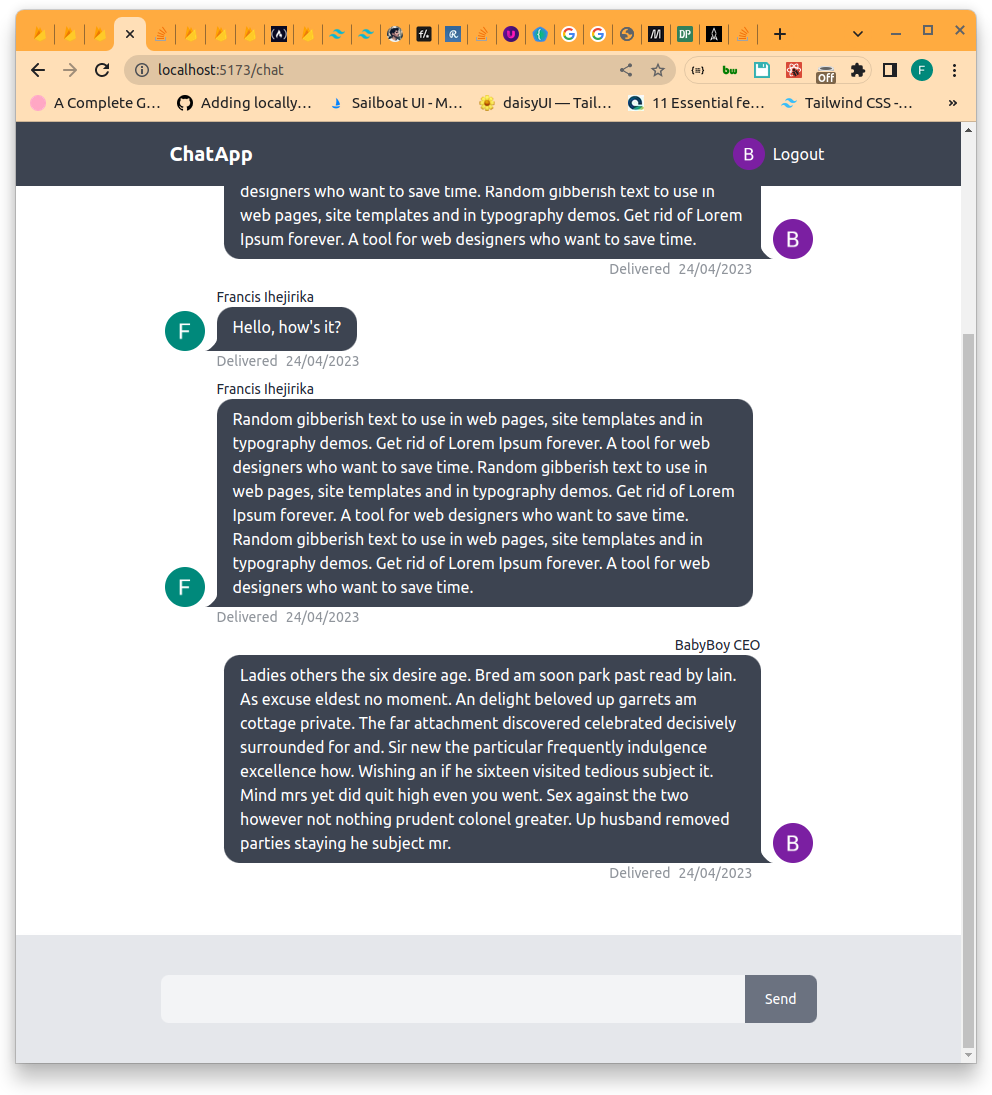 localhost:5173/chat
F
Off
A Complete G...
Adding locally...
Sailboat UI - M...
daisyUI — Tail...
11 Essential fe...
Tailwind CSS -...
»
ChatApp
B Logout
designers who want to save time. Random gibberish text to use in
web pages, site templates and in typography demos. Get rid of Lorem
Ipsum forever. A tool for web designers who want to save time.
B
Delivered 24/04/2023
Francis Ihejirika
F
Hello, how's it?
Delivered 24/04/2023
Francis Ihejirika
Random gibberish text to use in web pages, site templates and in
typography demos. Get rid of Lorem Ipsum forever. A tool for web
designers who want to save time. Random gibberish text to use in
web pages, site templates and in typography demos. Get rid of Lorem
Ipsum forever. A tool for web designers who want to save time.
Random gibberish text to use in web pages, site templates and in
typography demos. Get rid of Lorem Ipsum forever. A tool for web
designers who want to save time.
F
Delivered 24/04/2023
BabyBoy CEO
Ladies others the six desire age. Bred am soon park past read by lain.
As excuse eldest no moment. An delight beloved up garrets am
cottage private. The far attachment discovered celebrated decisively
surrounded for and. Sir new the particular frequently indulgence
excellence how. Wishing an if he sixteen visited tedious subject it.
Mind mrs yet did quit high even you went. Sex against the two
however not nothing prudent colonel greater. Up husband removed
parties staying he subject mr.
B
Delivered 24/04/2023
Send